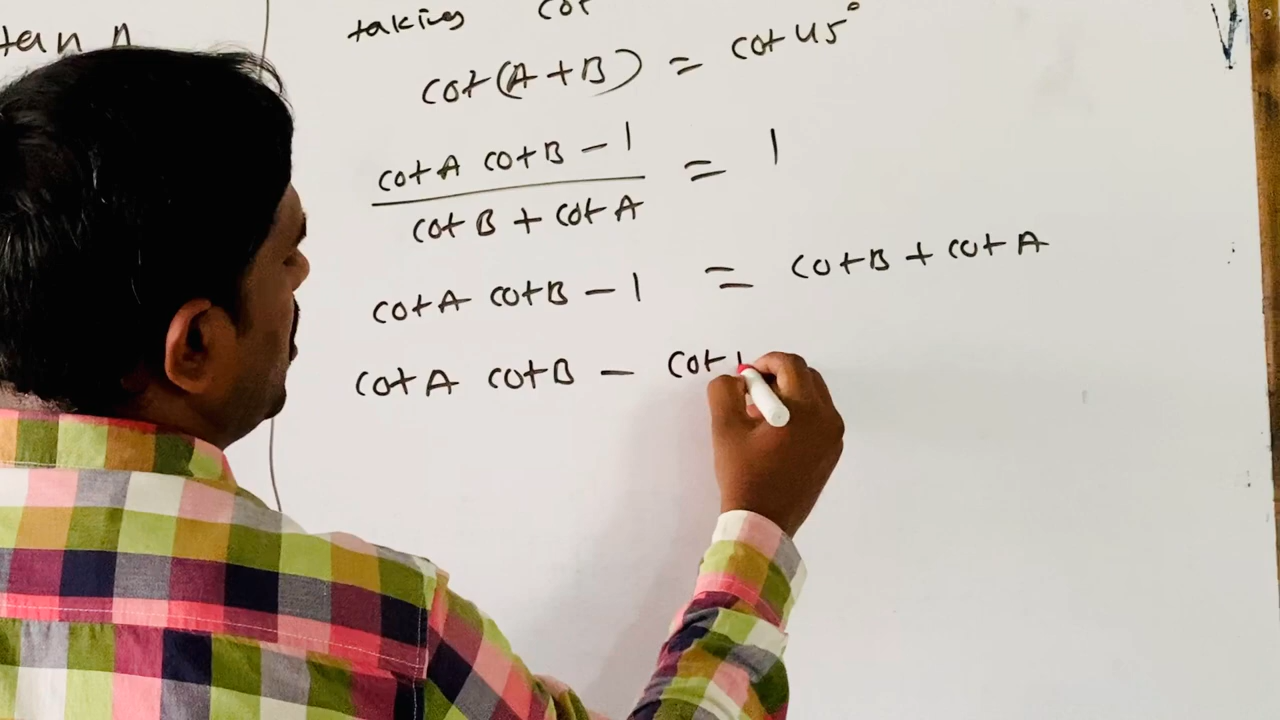 tan A
taking cot
cot(A+B) = cot 45°
cotA cotB - 1
cotB + cotA
= 1
cotA cotB - 1 = cotB + cotA
cotA cotB - cot